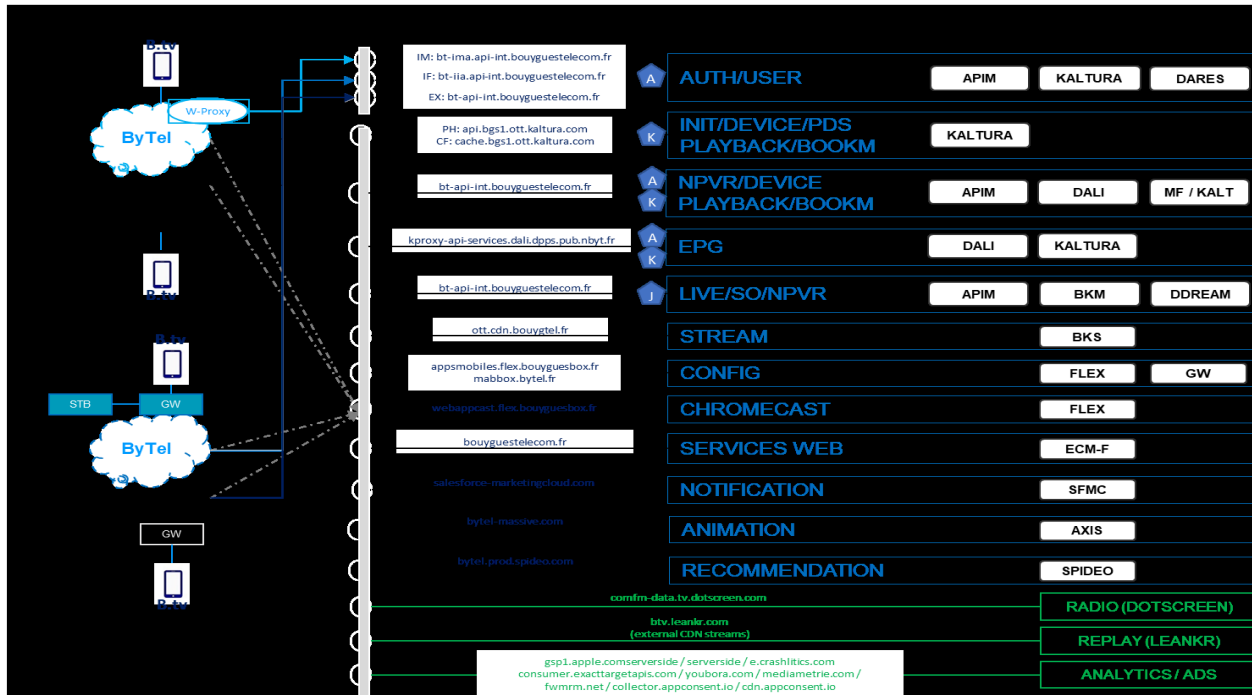 B.tv
W-Proxy
ByTel
B.tv
B.tv
STB
GW
ByTel
GW
B.tv
IM: bt-ima.api-int.bouyguestelecom.fr
IF: bt-iia.api-int.bouyguestelecom.fr
EX: bt-api-int.bouyguestelecom.fr
A
AUTH/USER
APIM
KALTURA
DARES
PH: api.bgs1.ott.kaltura.com
CF: cache.bgs1.ott.kaltura.com
K
INIT/DEVICE/PDS
PLAYBACK/BOOKM
KALTURA
bt-api-int.bouyguestelecom.fr
A
K
NPVR/DEVICE
PLAYBACK/BOOKM
APIM
DALI
MF / KALT
kproxy-api-services.dali.dpps.pub.nbyt.fr
A
K
EPG
DALI
KALTURA
bt-api-int.bouyguestelecom.fr
J
LIVE/SO/NPVR
APIM
BKM
DDREAM
ott.cdn.bouygtel.fr
STREAM
BKS
appsmobiles.flex.bouyguesbox.fr
mabbox.bytel.fr
CONFIG
FLEX
GW
webappcast.flex.bouyguesbox.fr
CHROMECAST
FLEX
bouyguestelecom.fr
SERVICES WEB
ECM-F
salesforce-marketingcloud.com
NOTIFICATION
SFMC
bytel-massive.com
ANIMATION
AXIS
bytel.prod.spideo.com
RECOMMENDATION
SPIDEO
comfm-data.tv.dotscreen.com
RADIO (DOTSCREEN)
btv.leankr.com
(external CDN streams)
REPLAY (LEANKR)
gsp1.apple.comserverside / serverside / e.crashlitics.com
consumer.exacttargetapis.com / youbora.com / mediametrie.com /
fwmrm.net / collector.appconsent.io / cdn.appconsent.io
ANALYTICS / ADS